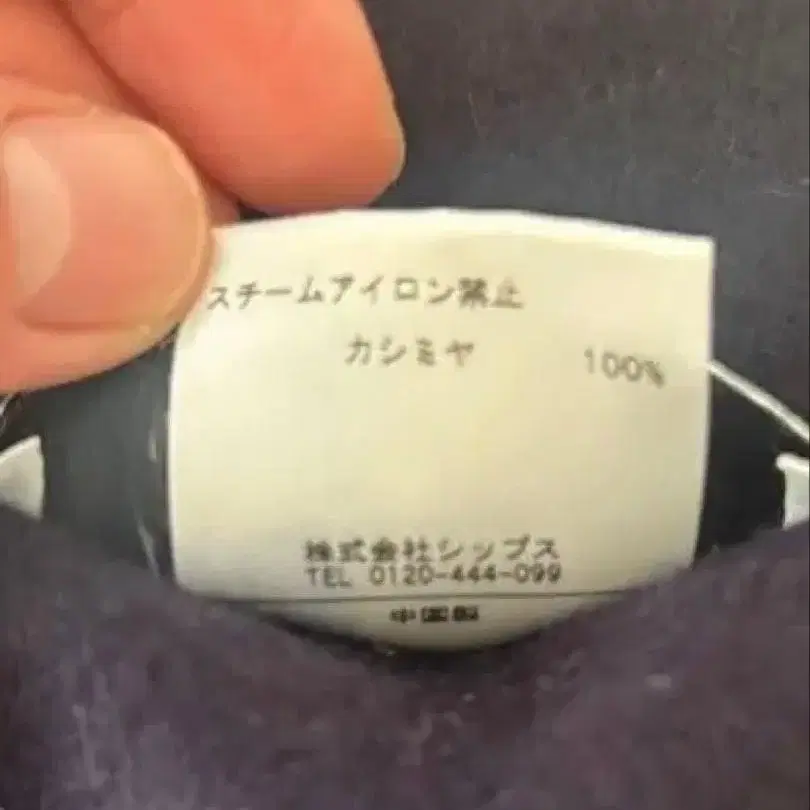 スチームアイロン禁止
カシミヤ 100%
株式会社シップス
TEL 0120-444-099
中国製